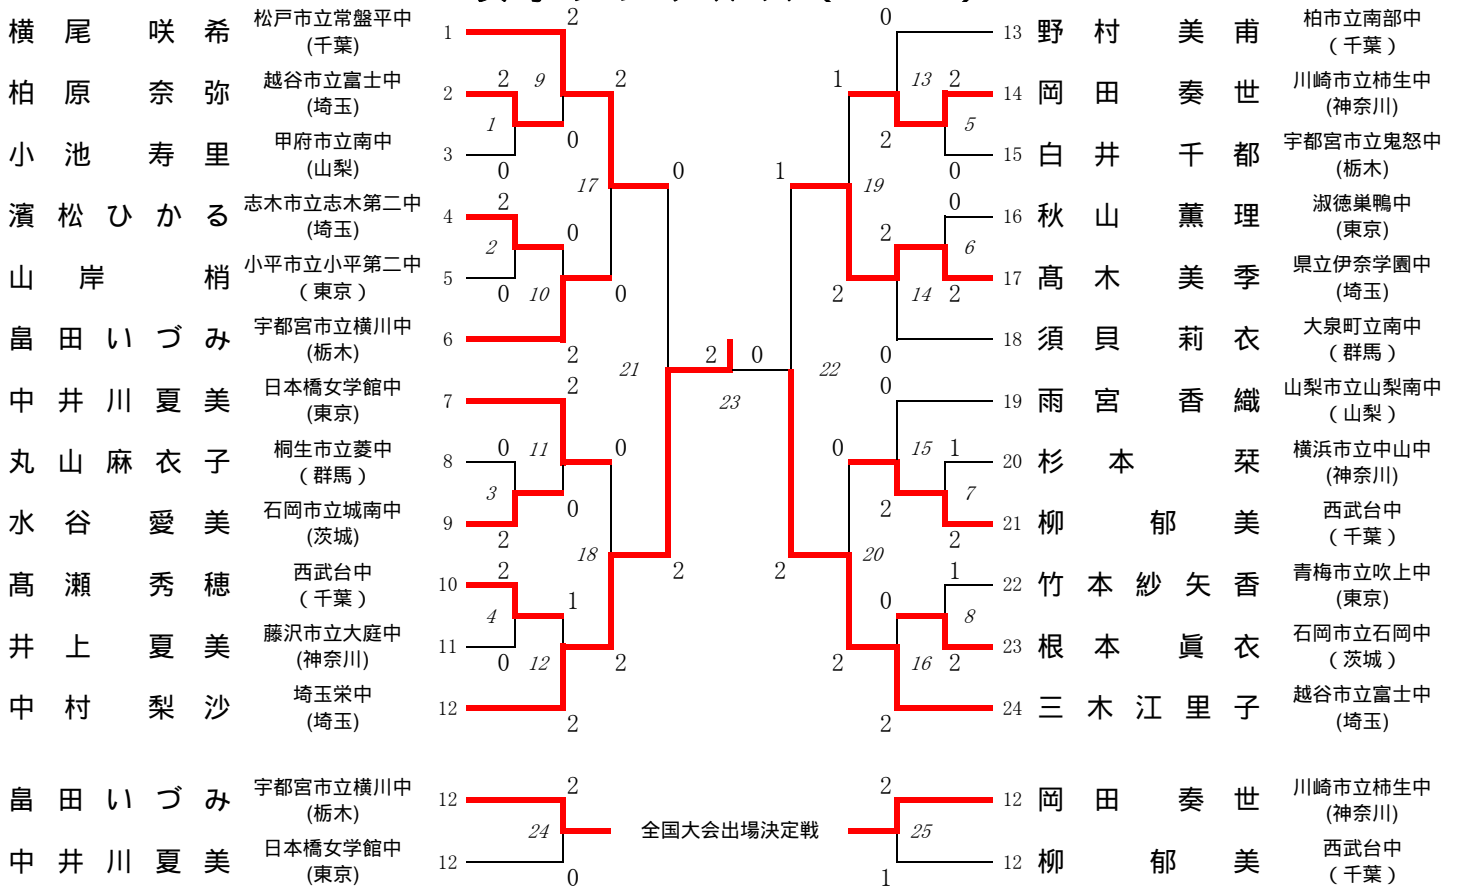 横尾咲希 松戸市立常盤平中 (千葉) 1
柏原奈弥 越谷市立富士中 (埼玉) 2
小池寿里 甲府市立南中 (山梨) 3
濱松ひかる 志木市立志木第二中 (埼玉) 4
山岸梢 小平市立小平第二中 (東京) 5
畠田いづみ 宇都宮市立横川中 (栃木) 6
中井川夏美 日本橋女学館中 (東京) 7
丸山麻衣子 桐生市立菱中 (群馬) 8
水谷愛美 石岡市立城南中 (茨城) 9
髙瀬秀穂 西武台中 (千葉) 10
井上夏美 藤沢市立大庭中 (神奈川) 11
中村梨沙 埼玉栄中 (埼玉) 12
2 0 2 0 2 0 0 2 2 0
1 2 3 4
2 0 0 2 2 0 1 2
9 10 11 12
2 0 0 2
17 18
0 2
21
2 0
23
1 2
22
1 2 0 2
19 20
0 2 2 0 0 2 0 2
13 14 15 16
2 0 0 2 1 2 1 2
5 6 7 8
13 野村美甫 柏市立南部中 (千葉)
14 岡田奏世 川崎市立柿生中 (神奈川)
15 白井千都 宇都宮市立鬼怒中 (栃木)
16 秋山薫理 淑徳巣鴨中 (東京)
17 髙木美季 県立伊奈学園中 (埼玉)
18 須貝莉衣 大泉町立南中 (群馬)
19 雨宮香織 山梨市立山梨南中 (山梨)
20 杉本栞 横浜市立中山中 (神奈川)
21 柳郁美 西武台中 (千葉)
22 竹本紗矢香 青梅市立吹上中 (東京)
23 根本眞衣 石岡市立石岡中 (茨城)
24 三木江里子 越谷市立富士中 (埼玉)
畠田いづみ 宇都宮市立横川中 (栃木) 12 2
中井川夏美 日本橋女学館中 (東京) 12 0
24 全国大会出場決定戦 25
2 12 岡田奏世 川崎市立柿生中 (神奈川)
1 12 柳郁美 西武台中 (千葉)